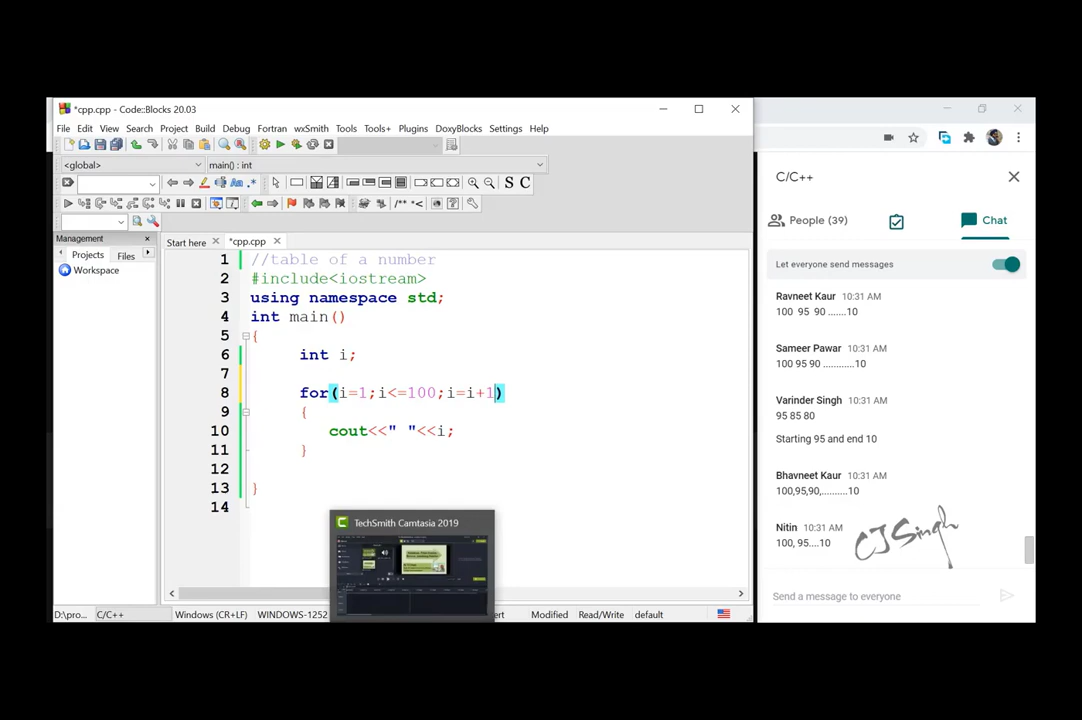 *cpp.cpp - Code::Blocks 20.03
File Edit View Search Project Build Debug Fortran wxSmith Tools Tools+ Plugins DoxyBlocks Settings Help
<global> main() : int
S C
/** *<
Management
Projects Files
Workspace
Start here *cpp.cpp
1 //table of a number
2 #include<iostream>
3 using namespace std;
4 int main()
5 {
6 int i;
7
8 for(i=1;i<=100;i=i+1)
9 {
10 cout<<" "<<i;
11 }
12
13 }
14
TechSmith Camtasia 2019
D:\pro... C/C++ Windows (CR+LF) WINDOWS-1252 ert Modified Read/Write default
C/C++
People (39) Chat
Let everyone send messages
Ravneet Kaur 10:31 AM
100 95 90 .......10
Sameer Pawar 10:31 AM
100 95 90 ............10
Varinder Singh 10:31 AM
95 85 80
Starting 95 and end 10
Bhavneet Kaur 10:31 AM
100,95,90,..........10
Nitin 10:31 AM
100, 95....10
CJSingh
Send a message to everyone